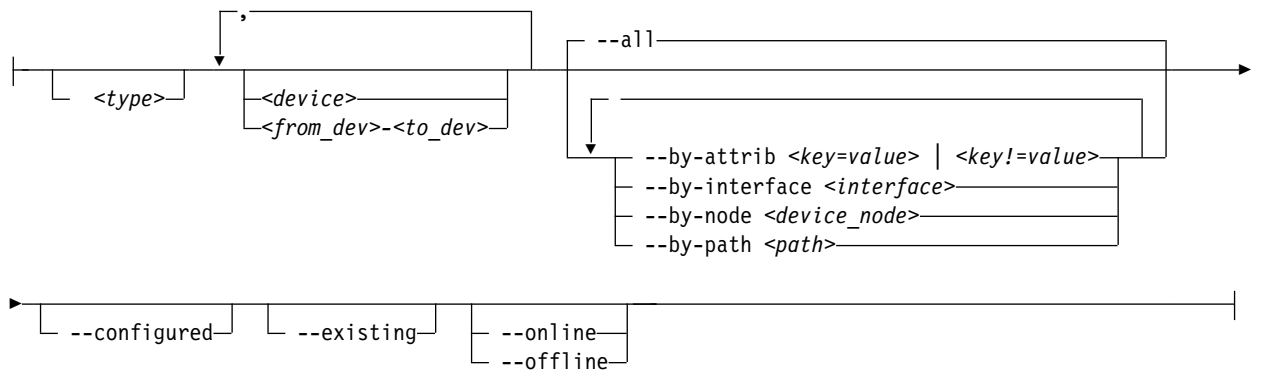 ,
--all
<type> <device>
<from_dev>-<to_dev>
--by-attrib <key=value> | <key!=value>
--by-interface <interface>
--by-node <device_node>
--by-path <path>
--configured --existing --online
--offline